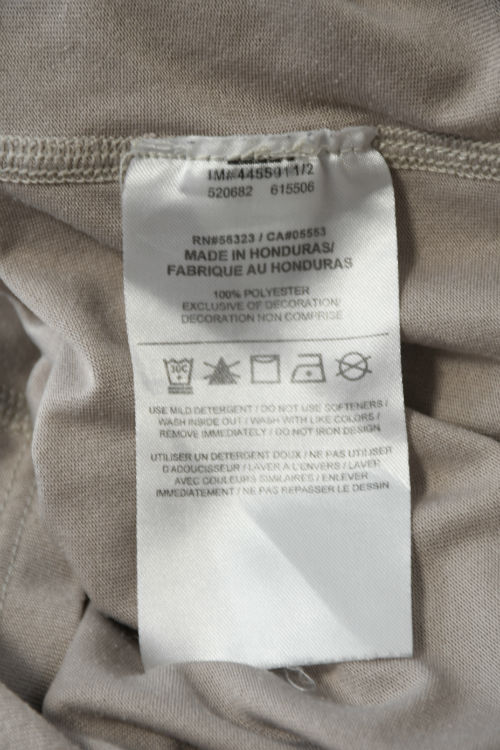 IM#4455911/2
520682 615506
RN#56323 / CA#05553
MADE IN HONDURAS/
FABRIQUE AU HONDURAS
100% POLYESTER
EXCLUSIVE OF DECORATION/
DECORATION NON COMPRISE
30C
USE MILD DETERGENT / DO NOT USE SOFTENERS /
WASH INSIDE OUT / WASH WITH LIKE COLORS /
REMOVE IMMEDIATELY / DO NOT IRON DESIGN
UTILISER UN DETERGENT DOUX / NE PAS UTILISER
D'ADOUCISSEUR / LAVER A L'ENVERS / LAVER
AVEC COULEURS SIMILAIRES / ENLEVER
IMMEDIATEMENT / NE PAS REPASSER LE DESSIN